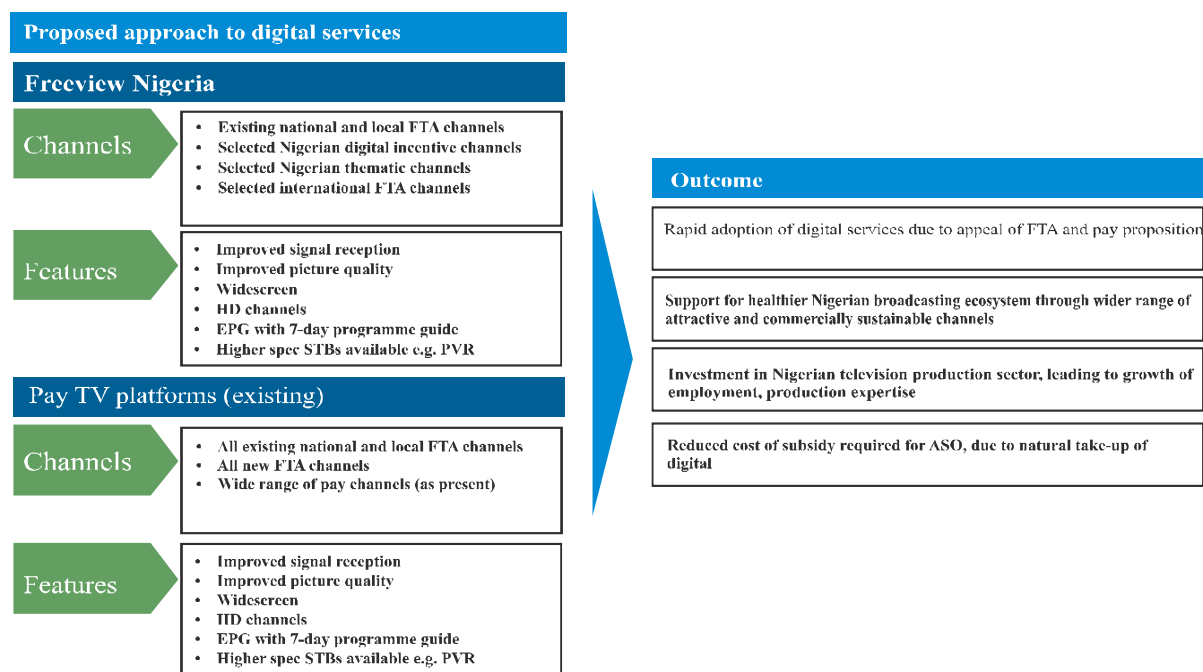 Proposed approach to digital services
Freeview Nigeria
Channels
• Existing national and local FTA channels
• Selected Nigerian digital incentive channels
• Selected Nigerian thematic channels
• Selected international FTA channels
Features
• Improved signal reception
• Improved picture quality
• Widescreen
• HD channels
• EPG with 7-day programme guide
• Higher spec STBs available e.g. PVR
Pay TV platforms (existing)
Channels
• All existing national and local FTA channels
• All new FTA channels
• Wide range of pay channels (as present)
Features
• Improved signal reception
• Improved picture quality
• Widescreen
• HD channels
• EPG with 7-day programme guide
• Higher spec STBs available e.g. PVR
Outcome
Rapid adoption of digital services due to appeal of FTA and pay proposition
Support for healthier Nigerian broadcasting ecosystem through wider range of
attractive and commercially sustainable channels
Investment in Nigerian television production sector, leading to growth of
employment, production expertise
Reduced cost of subsidy required for ASO, due to natural take-up of
digital